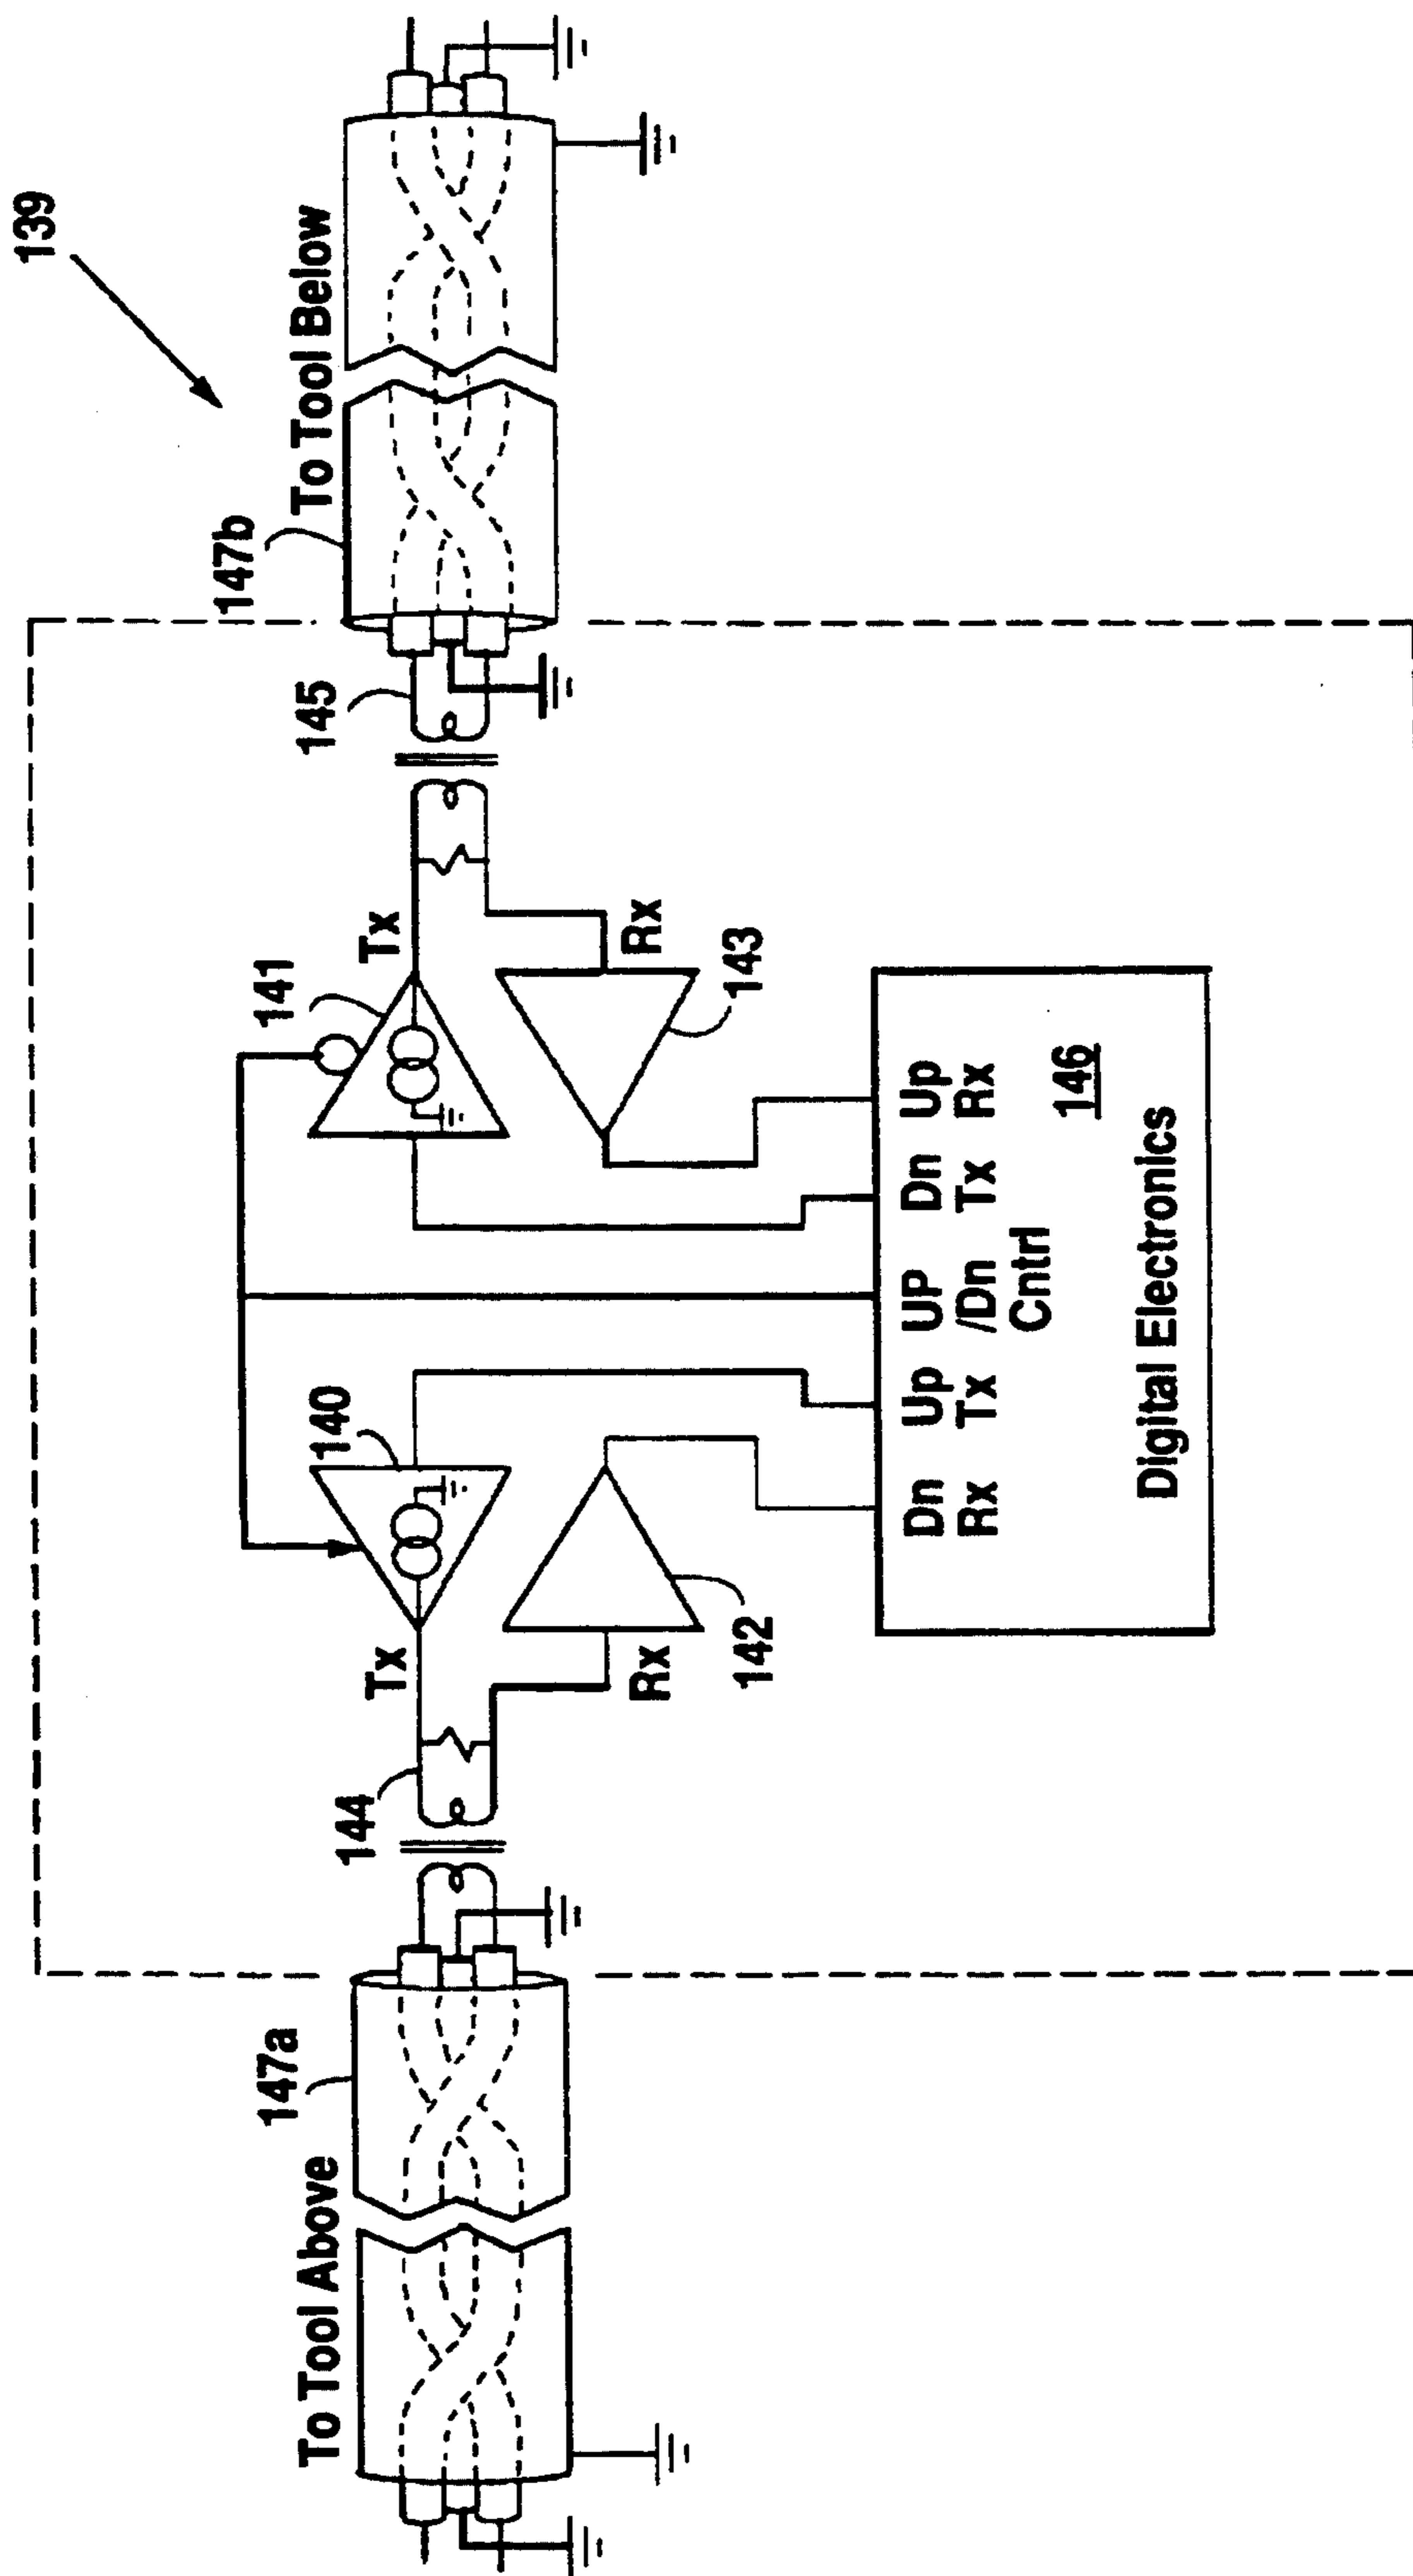 139
To Tool Above
To Tool Below
147a
147b
144
145
140
141
Tx
Tx
Rx
Rx
142
143
Dn Up UP Dn Up
Rx Tx /Dn Tx Rx
Cntrl
146
Digital Electronics